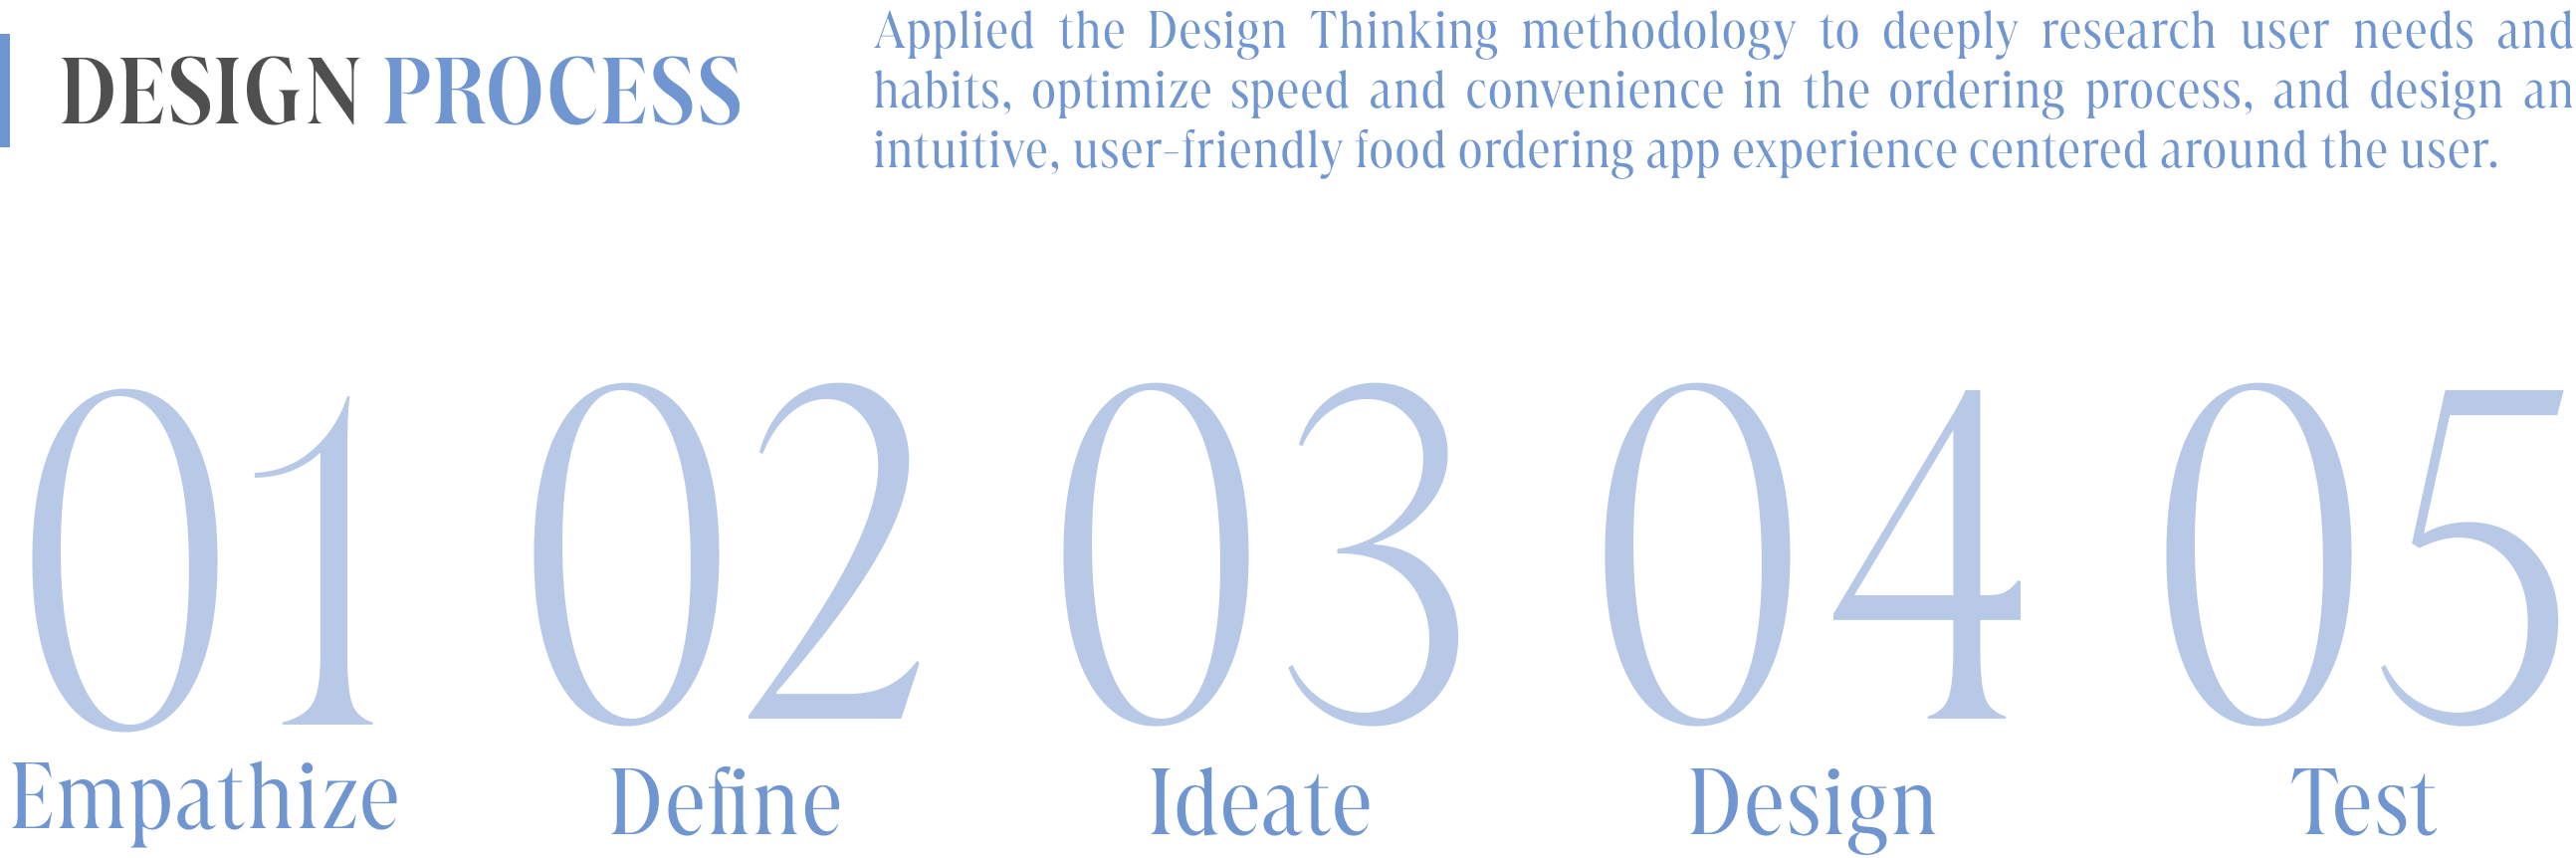 DESIGN PROCESS
Applied the Design Thinking methodology to deeply research user needs and
habits, optimize speed and convenience in the ordering process, and design an
intuitive, user-friendly food ordering app experience centered around the user.
01 02 03 04 05
Empathize Define Ideate Design Test